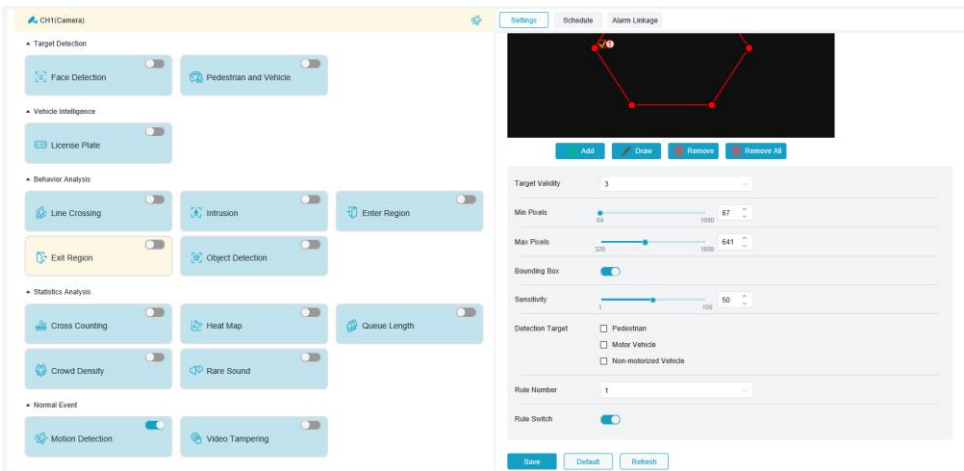 CH1(Camera)
Target Detection
Face Detection
Pedestrian and Vehicle
Vehicle Intelligence
License Plate
Behavior Analysis
Line Crossing
Intrusion
Enter Region
Exit Region
Object Detection
Statistics Analysis
Cross Counting
Heat Map
Queue Length
Crowd Density
Rare Sound
Normal Event
Motion Detection
Video Tampering
Settings Schedule Alarm Linkage
Add Draw Remove Remove All
Target Validity 3
Min Pixels 67
64 1080
Max Pixels 641
320 1080
Bounding Box
Sensitivity 50
1 100
Detection Target Pedestrian
Motor Vehicle
Non-motorized Vehicle
Rule Number 1
Rule Switch
Save Default Refresh